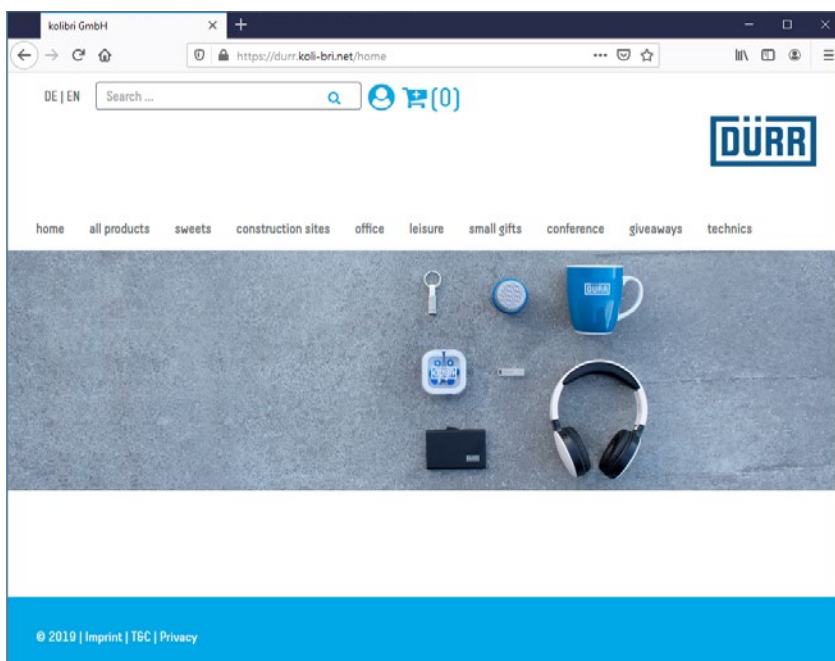 kolibri GmbH
https://durr.koli-bri.net/home
DE | EN Search ... (0)
DÜRR
home all products sweets construction sites office leisure small gifts conference giveaways technics
DÜRR
DÜRR
© 2019 | Imprint | T&C | Privacy